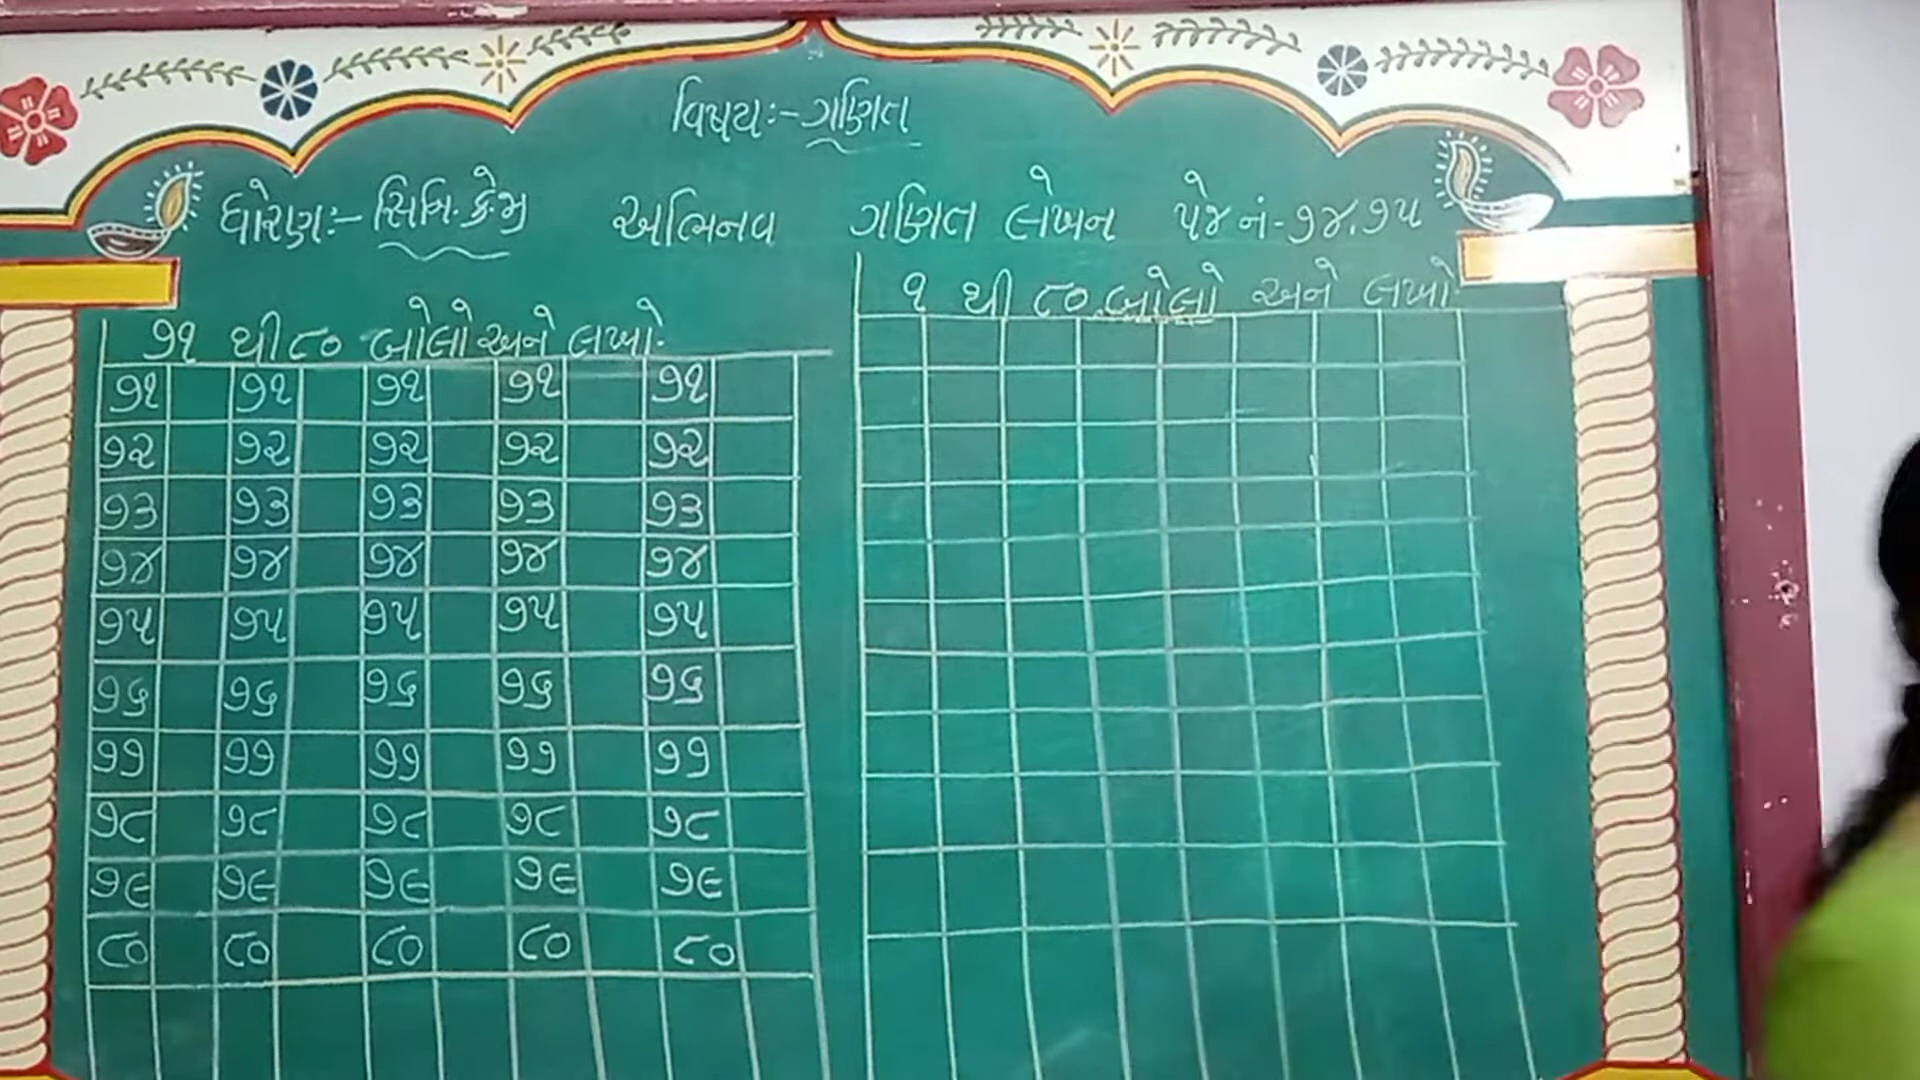 વિષય:- ગણિત
ધોરણ:- સિનિ. કે.જી અભિનવ ગણિત લેખન પેજ નં-૭૪,૭૫
૭૧ થી ૮૦ બોલો અને લખો.
૭૧ ૭૧ ૭૧ ૭૧ ૭૧
૭૨ ૭૨ ૭૨ ૭૨ ૭૨
૭૩ ૭૩ ૭૩ ૭૩ ૭૩
૭૪ ૭૪ ૭૪ ૭૪ ૭૪
૭૫ ૭૫ ૭૫ ૭૫ ૭૫
૭૬ ૭૬ ૭૬ ૭૬ ૭૬
૭૭ ૭૭ ૭૭ ૭૭ ૭૭
૭૮ ૭૮ ૭૮ ૭૮ ૭૮
૭૯ ૭૯ ૭૯ ૭૯ ૭૯
૮૦ ૮૦ ૮૦ ૮૦ ૮૦
૧ થી ૮૦ બોલો અને લખો.